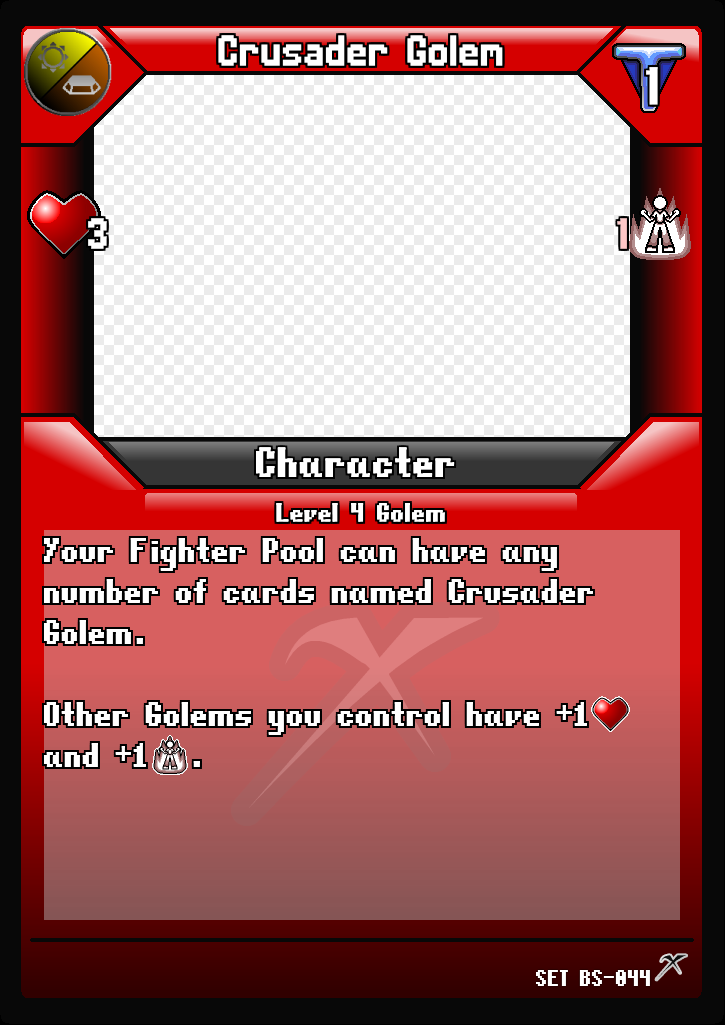 Crusader Golem
1
3
1
Character
Level 4 Golem
Your Fighter Pool can have any
number of cards named Crusader
Golem.
Other Golems you control have +1
and +1.
SET BS-044